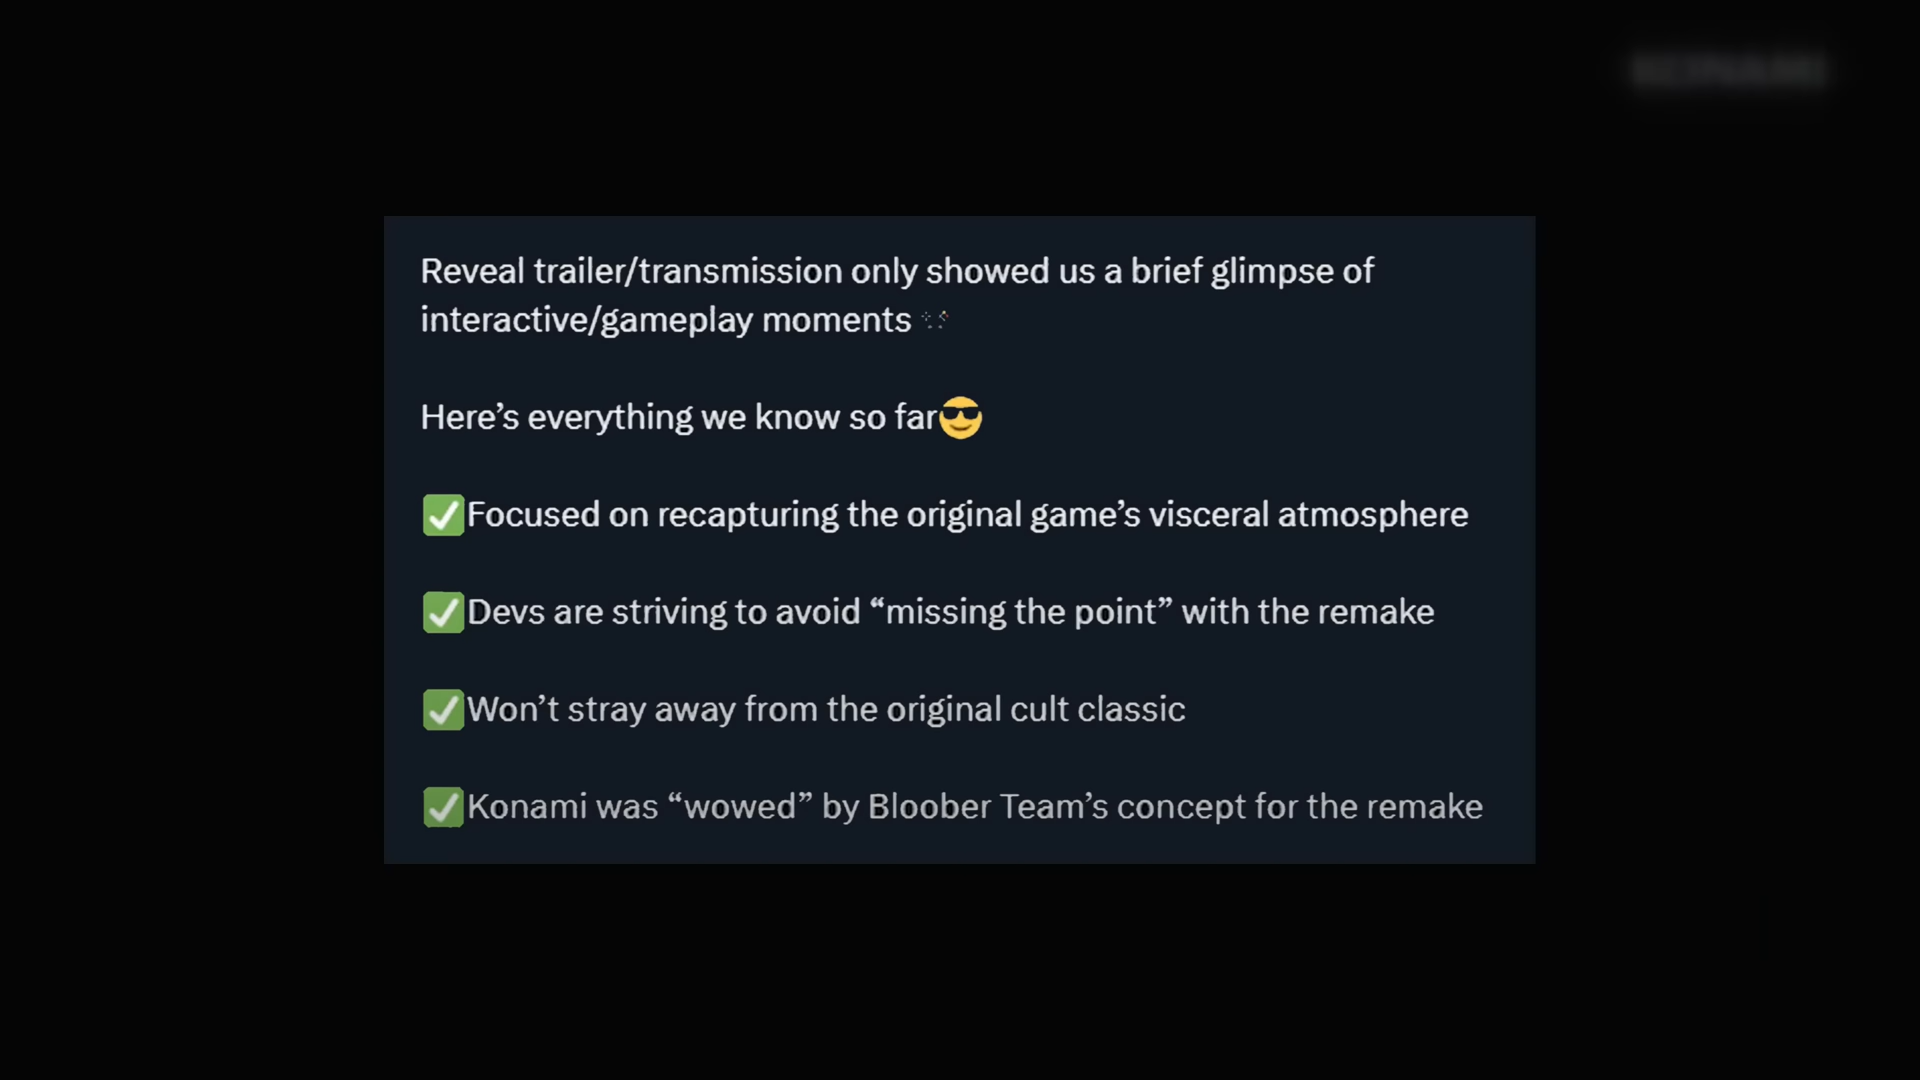 Reveal trailer/transmission only showed us a brief glimpse of
interactive/gameplay moments
Here’s everything we know so far😎
✅Focused on recapturing the original game’s visceral atmosphere
✅Devs are striving to avoid “missing the point” with the remake
✅Won’t stray away from the original cult classic
✅Konami was “wowed” by Bloober Team’s concept for the remake